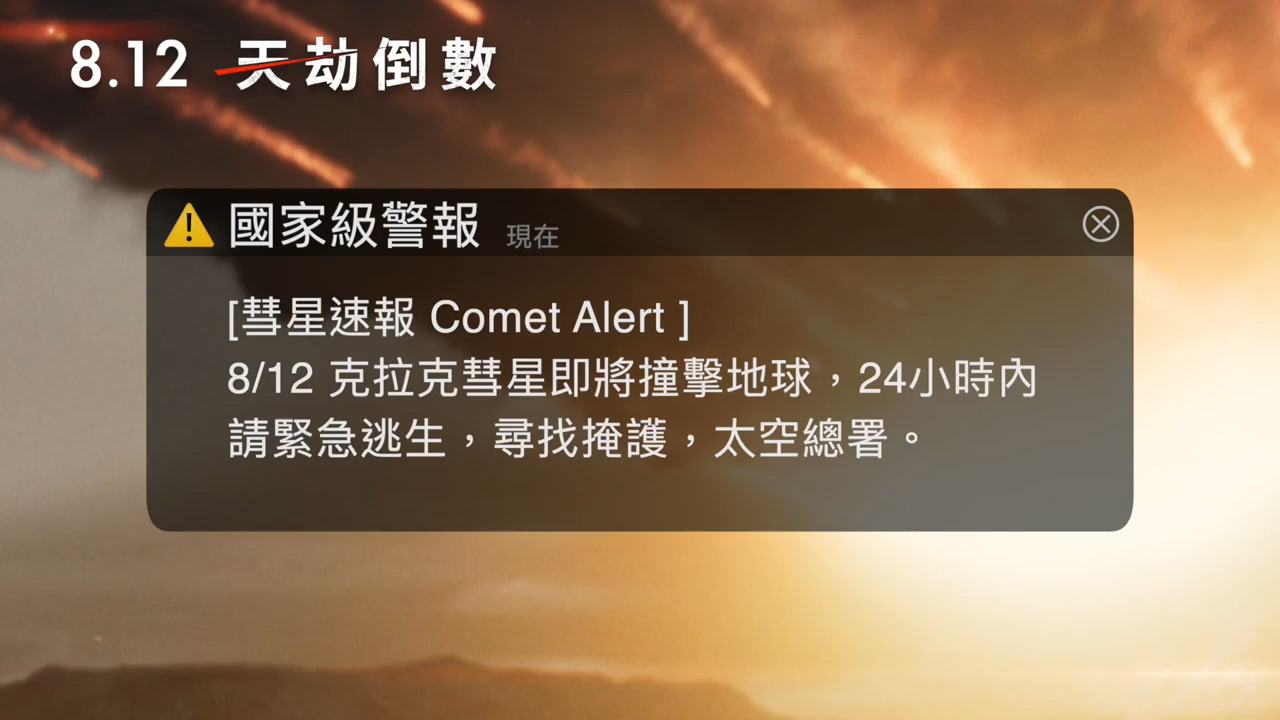 8.12 天劫倒數
國家級警報 現在
[彗星速報 Comet Alert ]
8/12 克拉克彗星即將撞擊地球，24小時內
請緊急逃生，尋找掩護，太空總署。